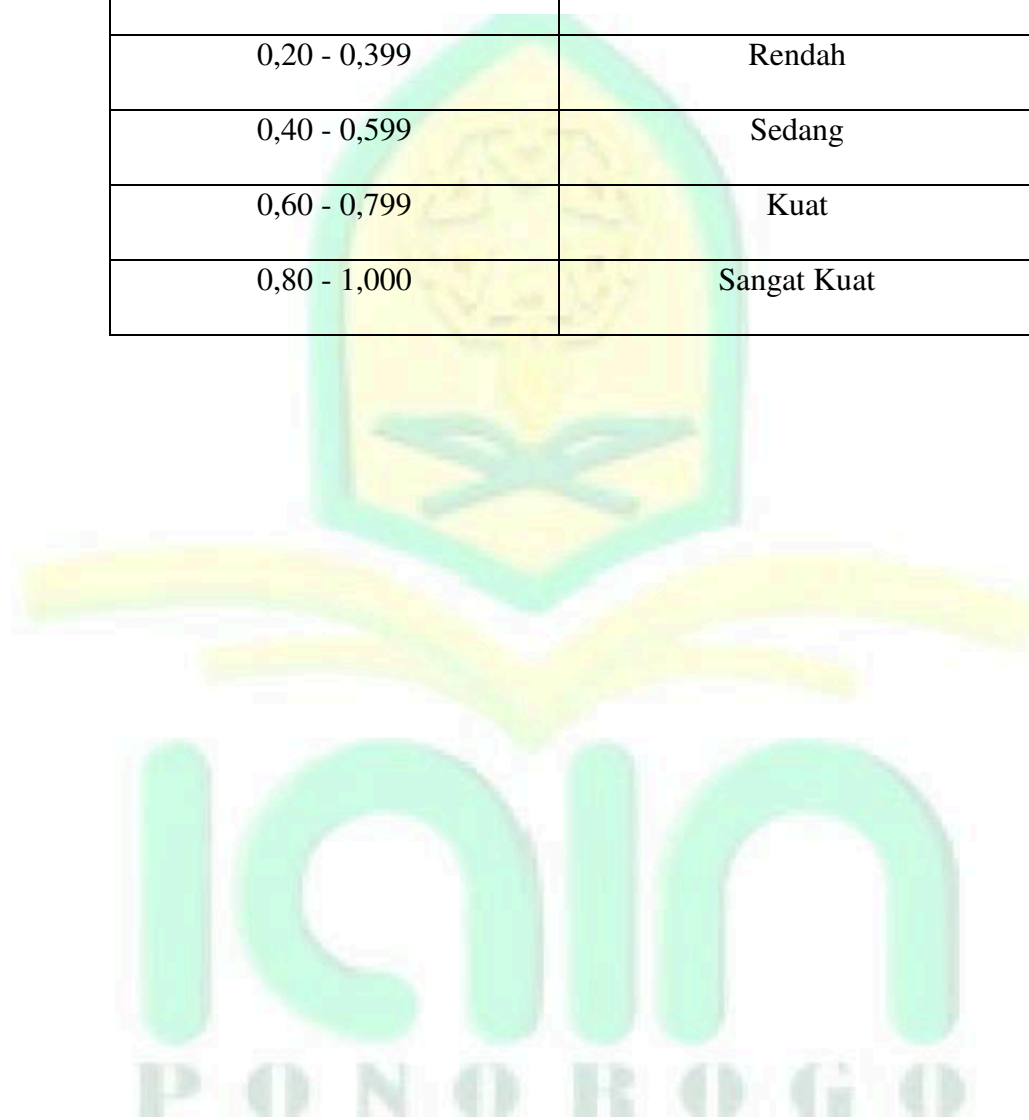 0,20 - 0,399 Rendah
0,40 - 0,599 Sedang
0,60 - 0,799 Kuat
0,80 - 1,000 Sangat Kuat
iain
PONOROGO